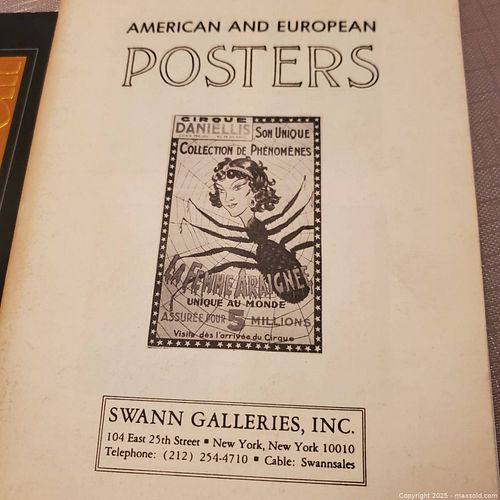 AMERICAN AND EUROPEAN
POSTERS
CIRQUE
DANIELLIS
SON UNIQUE
COLLECTION DE PHÉNOMÈNES
LA FEMME ARAIGNÉE
UNIQUE AU MONDE
ASSURÉE POUR 5 MILLIONS
Visite dès l'arrivée du Cirque
SWANN GALLERIES, INC.
104 East 25th Street ▪ New York, New York 10010
Telephone: (212) 254-4710 ▪ Cable: Swannsales
Copyright 2025 - maxsold.com